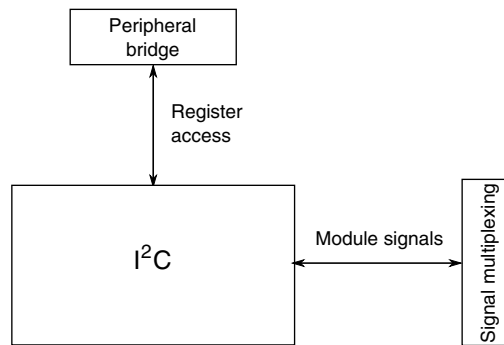 Peripheral
bridge
Register
access
I²C
Module signals
Signal multiplexing